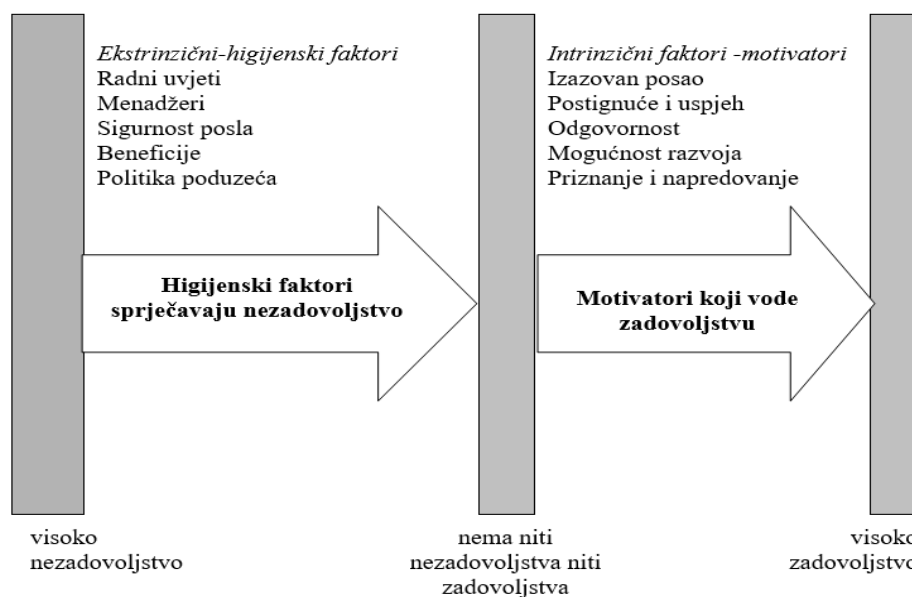 Ekstrinzični-higijenski faktori
Radni uvjeti
Menadžeri
Sigurnost posla
Beneficije
Politika poduzeća
Intrinzični faktori -motivatori
Izazovan posao
Postignuće i uspjeh
Odgovornost
Mogućnost razvoja
Priznanje i napredovanje
Higijenski faktori
sprječavaju nezadovoljstvo
Motivatori koji vode
zadovoljstvu
visoko
nezadovoljstvo
nema niti
nezadovoljstva niti
zadovoljstva
visoko
zadovoljstvo